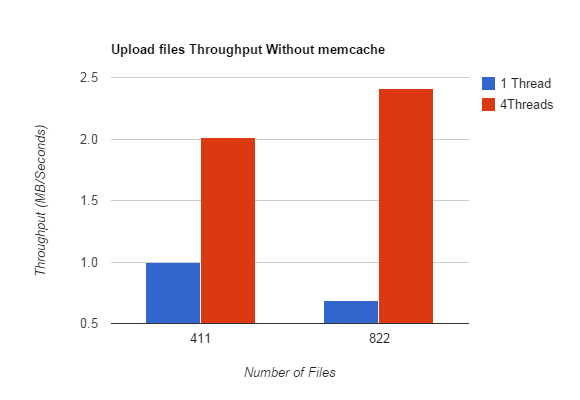 Upload files Throughput Without memcache
1 Thread
4Threads
Throughput (MB/Seconds)
2.5
2.0
1.5
1.0
0.5
411
822
Number of Files